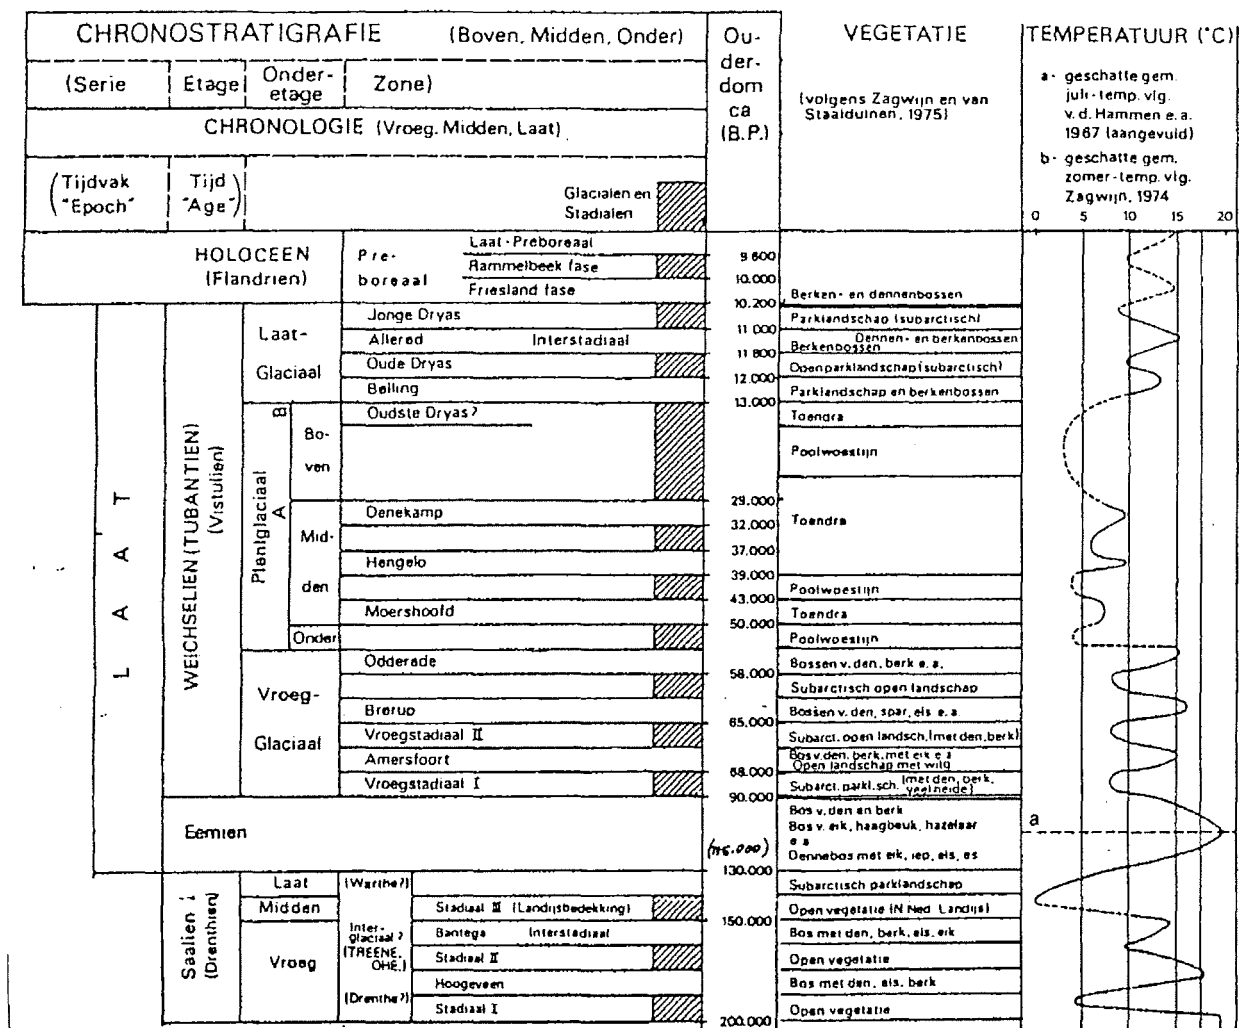 CHRONOSTRATIGRAFIE (Boven, Midden, Onder)
(Serie Etage Onder-etage Zone)
CHRONOLOGIE (Vroeg, Midden, Laat)
(Tijdvak "Epoch" Tijd "Age")
Glacialen en
Stadialen
Ou-
der-
dom
ca
(B.P.)
VEGETATIE
(volgens Zagwijn en van
Staalduinen, 1975)
TEMPERATUUR (°C)
a - geschatte gem.
juli-temp. vlg.
v.d. Hammen e.a.
1967 (aangevuld)
b - geschatte gem.
zomer-temp. vlg.
Zagwijn, 1974
0 5 10 15 20
HOLOCEEN
(Flandrien)
Pre-
boreaal
Laat-Preboreaal
9 600
Rammelbeek fase
10.000
Friesland fase
Berken- en dennenbossen
10.200
LAAT
WEICHSELIEN (TUBANTIEN)
(Vistulien)
Laat-
Glaciaal
Jonge Dryas
Parklandschap (subarctisch)
11 000
Allerød Interstadiaal
Dennen- en berkenbossen
Berkenbossen
11 800
Oude Dryas
Open parklandschap (subarctisch)
12.000
Bølling
Parklandschap en berkenbossen
13.000
Pleniglaciaal
A B
Bo-
ven
Oudste Dryas?
Toendra
Poolwoestijn
29.000
Mid-
den
Denekamp
32.000
Toendra
37.000
Hengelo
39.000
Poolwoestijn
43.000
Moershoofd
Toendra
50.000
Onder
Poolwoestijn
Vroeg-
Glaciaal
Odderade
Bossen v. den, berk e.a.
58.000
Subarctisch open landschap
Brørup
Bossen v. den, spar, els e.a.
65.000
Vroegstadiaal II
Subarct. open landsch. (met den, berk)
Amersfoort
Bos v. den, berk, met eik e.a
Open landschap met wilg
68.000
Vroegstadiaal I
Subarct. parkl.sch. (met den, berk,
veel heide)
90.000
Eemien
Bos v. den en berk
Bos v. eik, haagbeuk, hazelaar
e.a
(115.000)
Dennebos met eik, iep, els, es
a
130.000
Saalien
(Drenthien)
Laat
(Warthe?)
Subarctisch parklandschap
Midden
Stadiaal III (Landijsbedekking)
Open vegetatie (N.Ned. Landijs)
150.000
Vroeg
Inter-
glaciaal?
(TREENE,
OHE.)
Bantega Interstadiaal
Bos met den, berk, els, eik
Stadiaal II
Open vegetatie
Hoogeveen
Bos met den, els, berk
(Drenthe?)
Stadiaal I
Open vegetatie
200.000